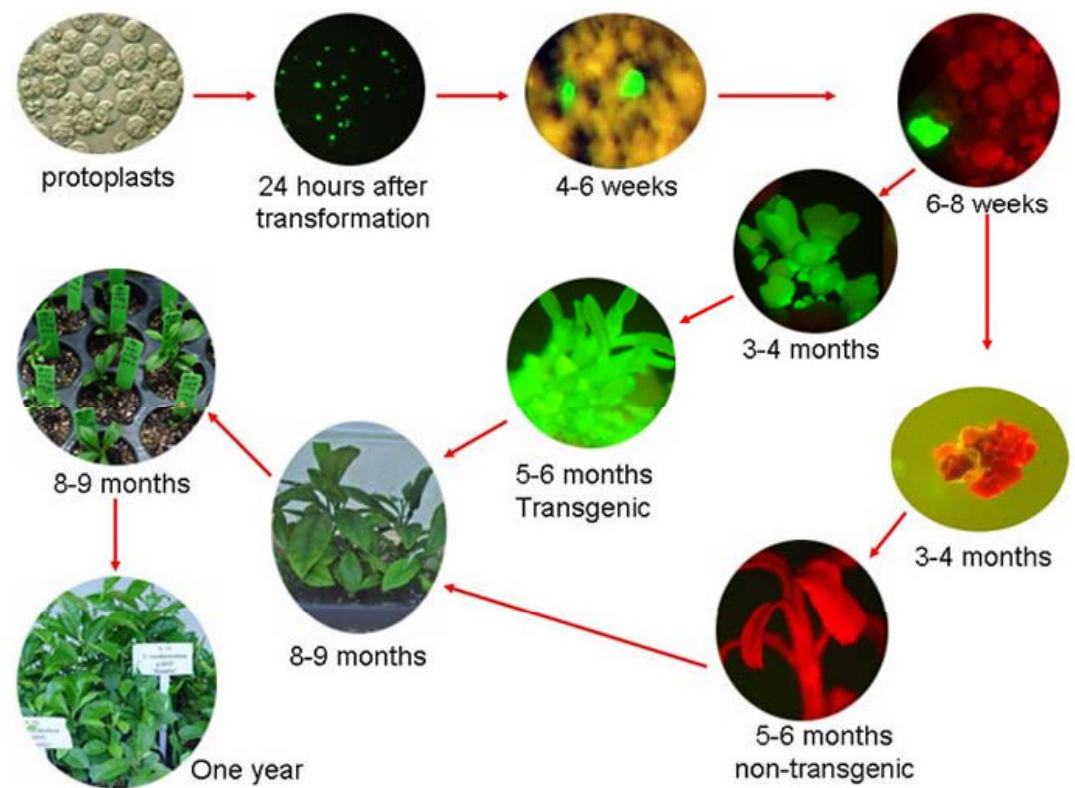 protoplasts
24 hours after
transformation
4-6 weeks
6-8 weeks
3-4 months
5-6 months
Transgenic
3-4 months
5-6 months
non-transgenic
8-9 months
8-9 months
One year